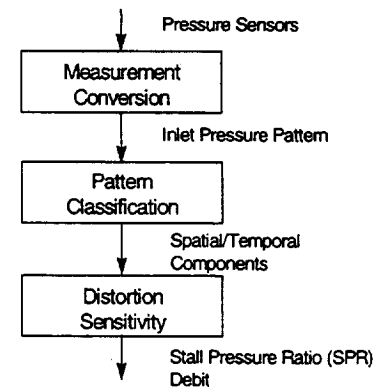 Pressure Sensors
Measurement
Conversion
Inlet Pressure Pattern
Pattern
Classification
Spatial/Temporal
Components
Distortion
Sensitivity
Stall Pressure Ratio (SPR)
Debit